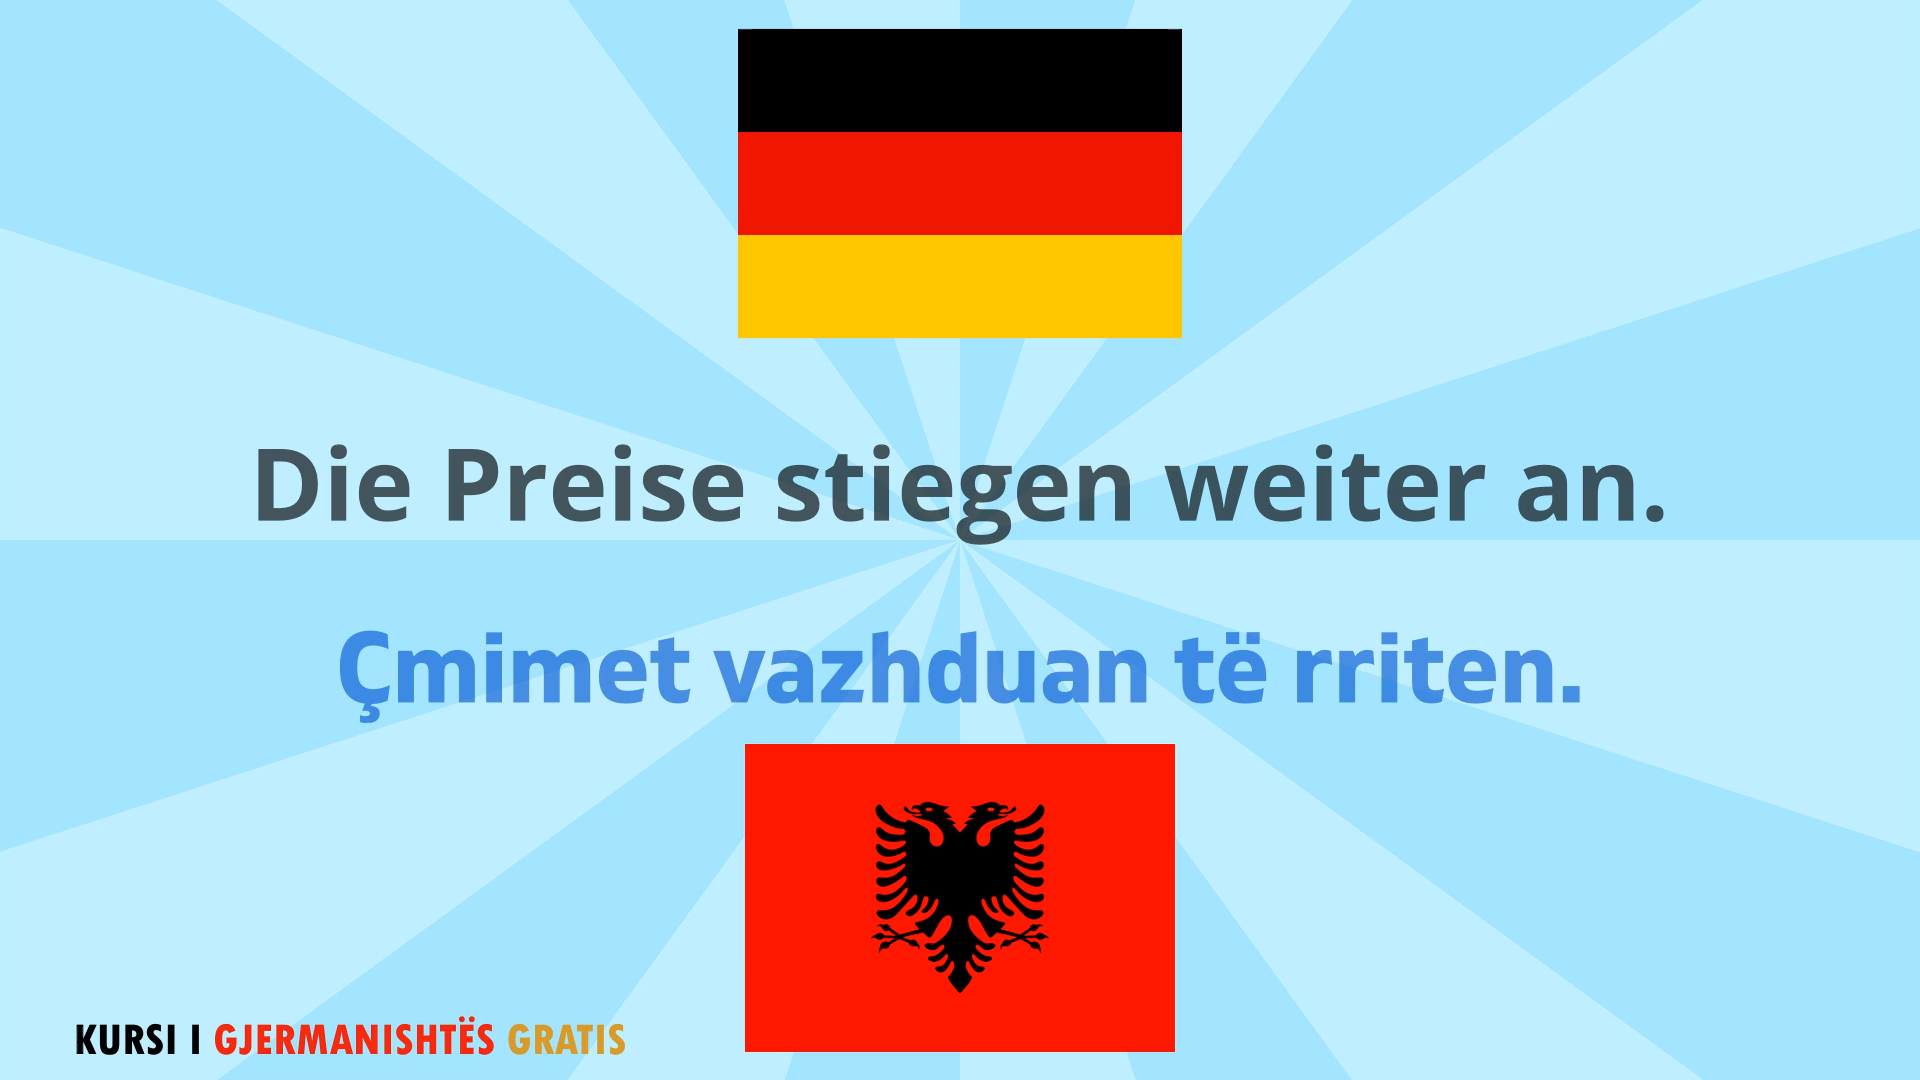 Die Preise stiegen weiter an.
Çmimet vazhduan të rriten.
KURSI I GJERMANISHTËS GRATIS